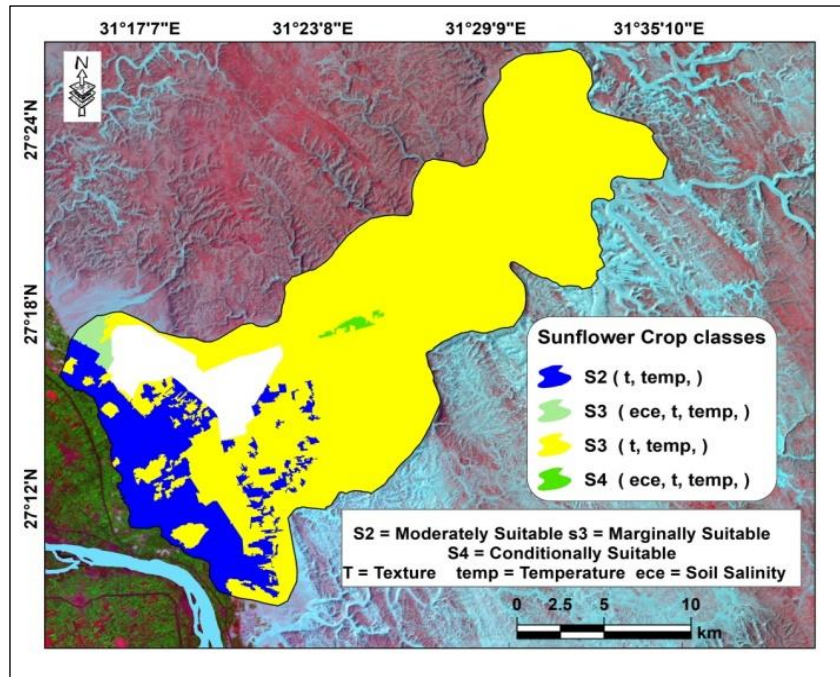 31°17'7"E 31°23'8"E 31°29'9"E 31°35'10"E
N
27°24'N
27°18'N
27°12'N
Sunflower Crop classes
S2 ( t, temp, )
S3 (ece, t, temp, )
S3 (t, temp, )
S4 (ece, t, temp, )
S2 = Moderately Suitable s3 = Marginally Suitable
S4 = Conditionally Suitable
T = Texture temp = Temperature ece = Soil Salinity
0 2.5 5 10
km